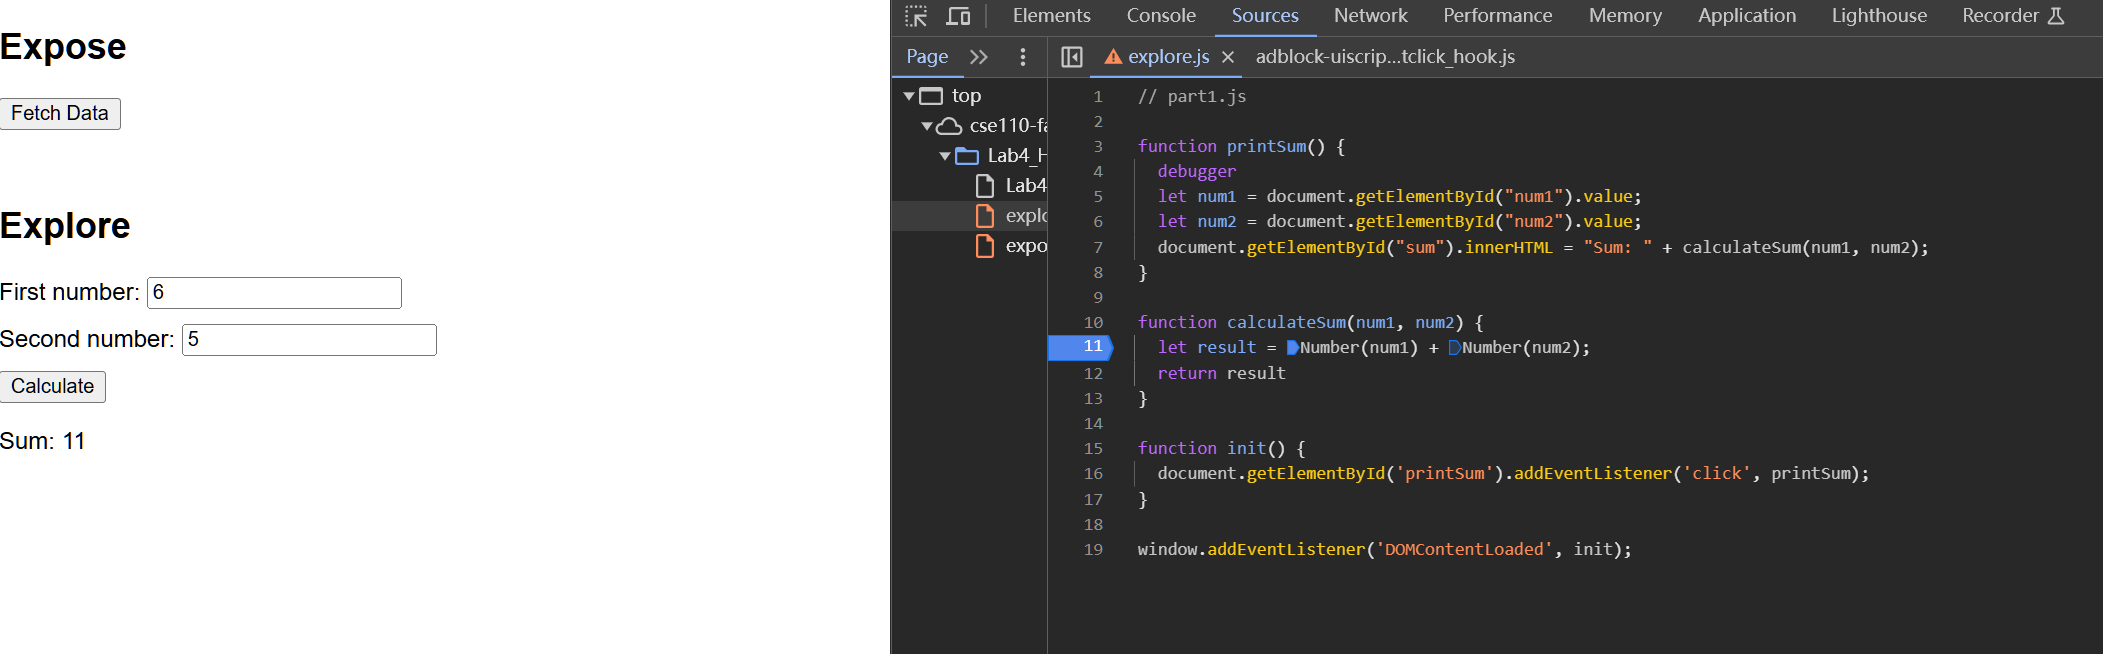 Expose
Fetch Data
Explore
First number: 6
Second number: 5
Calculate
Sum: 11
Elements Console Sources Network Performance Memory Application Lighthouse Recorder
Page explore.js adblock-uiscrip...tclick_hook.js
top
cse110-fa
Lab4_H
Lab4
explo
expo
1 // part1.js
2
3 function printSum() {
4 debugger
5 let num1 = document.getElementById("num1").value;
6 let num2 = document.getElementById("num2").value;
7 document.getElementById("sum").innerHTML = "Sum: " + calculateSum(num1, num2);
8 }
9
10 function calculateSum(num1, num2) {
11 let result = Number(num1) + Number(num2);
12 return result
13 }
14
15 function init() {
16 document.getElementById('printSum').addEventListener('click', printSum);
17 }
18
19 window.addEventListener('DOMContentLoaded', init);